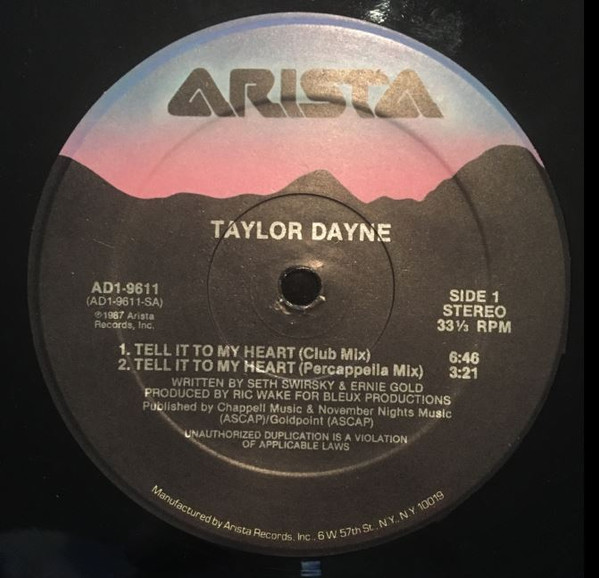 ARISTA
TAYLOR DAYNE
AD1-9611
(AD1-9611-SA)
℗1987 Arista
Records, Inc.
SIDE 1
STEREO
33⅓ RPM
1. TELL IT TO MY HEART (Club Mix) 6:46
2. TELL IT TO MY HEART (Percappella Mix) 3:21
WRITTEN BY SETH SWIRSKY & ERNIE GOLD
PRODUCED BY RIC WAKE FOR BLEUX PRODUCTIONS
Published by Chappell Music & November Nights Music
(ASCAP)/Goldpoint (ASCAP)
UNAUTHORIZED DUPLICATION IS A VIOLATION
OF APPLICABLE LAWS
Manufactured by Arista Records, Inc., 6 W. 57th St., N.Y., N.Y. 10019